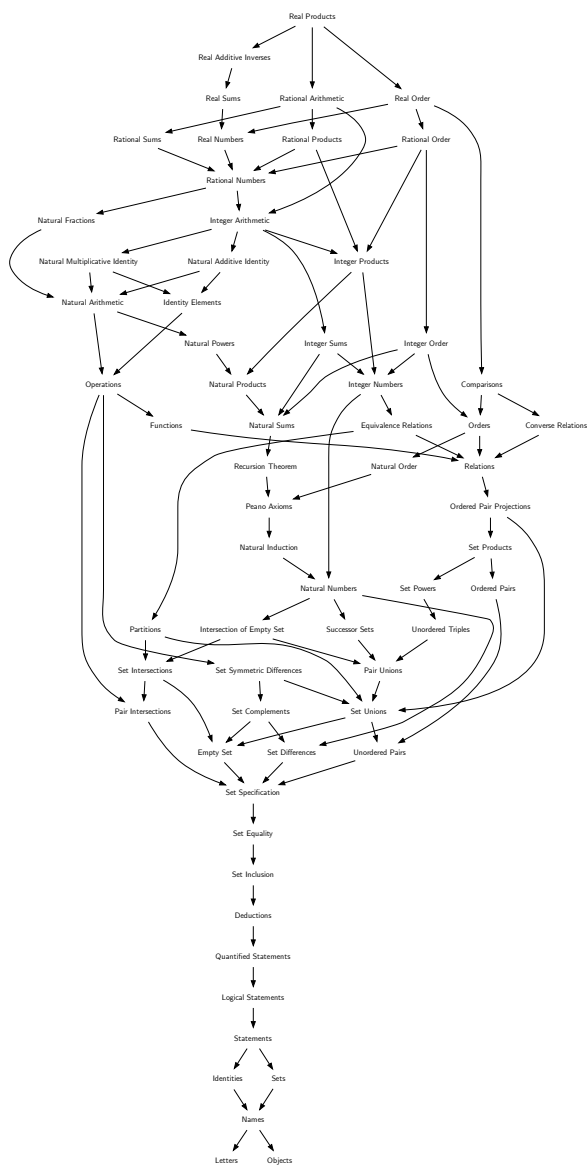 Real Products
Real Additive Inverses
Real Sums
Rational Arithmetic
Real Order
Rational Sums
Real Numbers
Rational Products
Rational Order
Rational Numbers
Natural Fractions
Integer Arithmetic
Natural Multiplicative Identity
Natural Additive Identity
Integer Products
Natural Arithmetic
Identity Elements
Natural Powers
Integer Sums
Integer Order
Operations
Natural Products
Integer Numbers
Comparisons
Functions
Natural Sums
Equivalence Relations
Orders
Converse Relations
Recursion Theorem
Natural Order
Relations
Peano Axioms
Ordered Pair Projections
Natural Induction
Set Products
Natural Numbers
Set Powers
Ordered Pairs
Partitions
Intersection of Empty Set
Successor Sets
Unordered Triples
Set Intersections
Set Symmetric Differences
Pair Unions
Pair Intersections
Set Complements
Set Unions
Empty Set
Set Differences
Unordered Pairs
Set Specification
Set Equality
Set Inclusion
Deductions
Quantified Statements
Logical Statements
Statements
Identities
Sets
Names
Letters
Objects